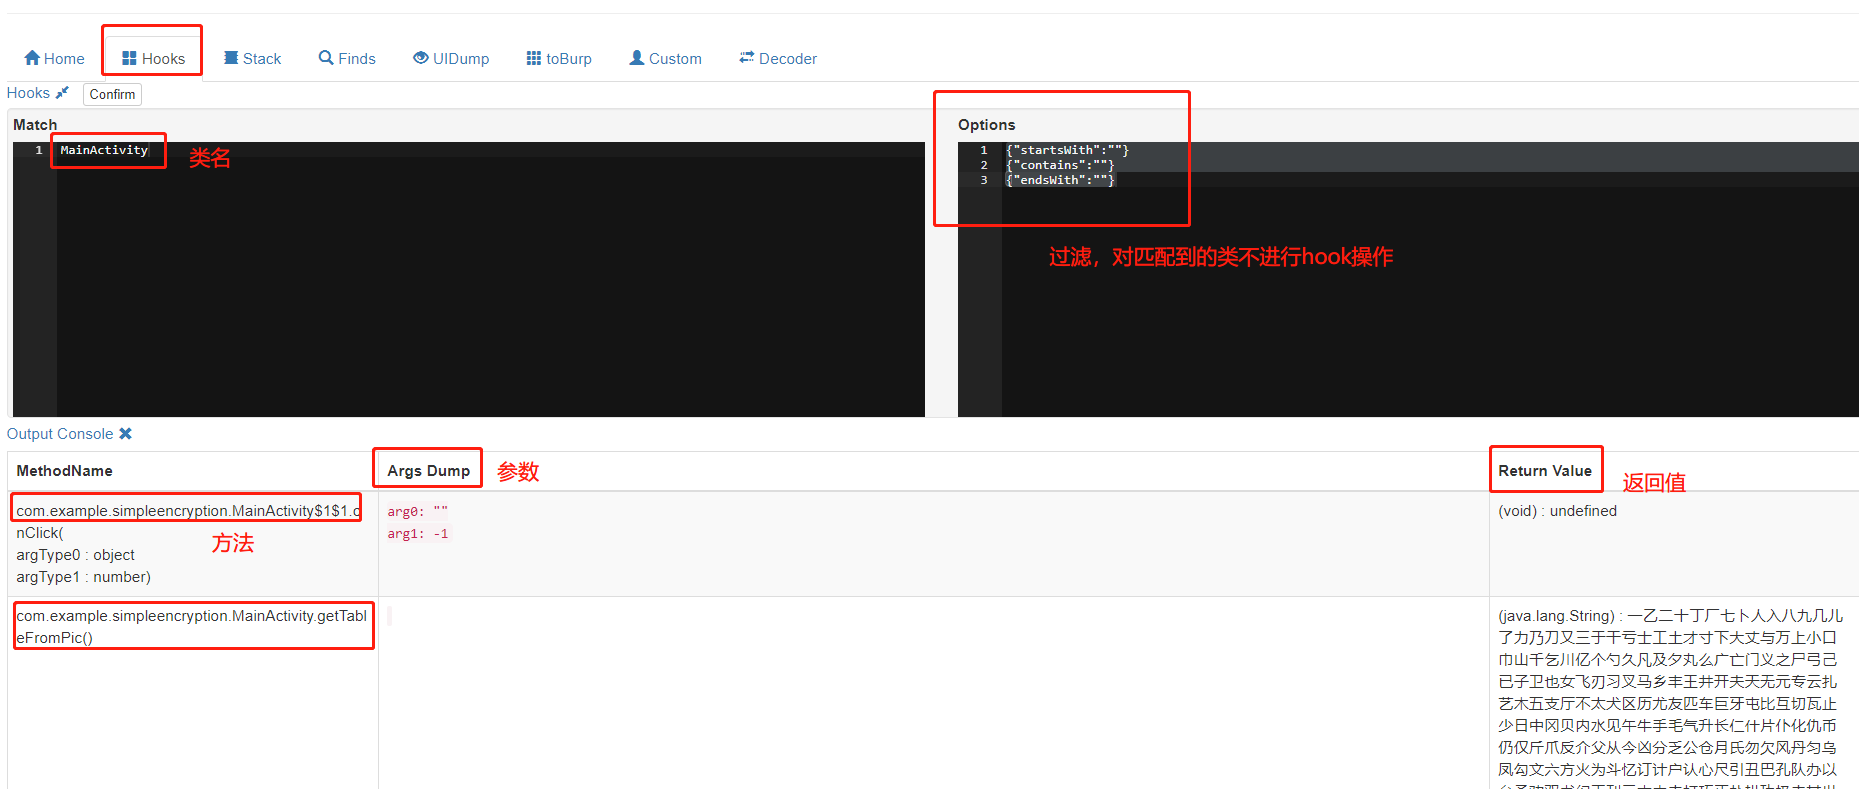 Home Hooks Stack Finds UIDump toBurp Custom Decoder
Hooks Confirm
Match
1 MainActivity
类名
Options
1 {"startsWith":""}
2 {"contains":""}
3 {"endsWith":""}
过滤，对匹配到的类不进行hook操作
Output Console
MethodName
Args Dump
参数
Return Value
返回值
com.example.simpleencryption.MainActivity$1$1.o
nClick(
argType0 : object
argType1 : number)
方法
arg0: ""
arg1: -1
(void) : undefined
com.example.simpleencryption.MainActivity.getTabl
eFromPic()
(java.lang.String) : 一乙二十丁厂七卜人入八九几儿
了力乃刀又三于干亏士工土才寸下大丈与万上小口
巾山千乞川亿个勺久凡及夕丸么广亡门义之尸弓己
已子卫也女飞刃习叉马乡丰王井开夫天无元专云扎
艺木五支厅不太犬区历尤友匹车巨牙屯比互切瓦止
少日中冈贝内水见午牛手毛气升长仁什片仆化仇币
仍仅斤爪反介父从今凶分乏公仓月氏勿欠风丹匀乌
凤勾文六方火为斗忆订计户认心尺引丑巴孔队办以